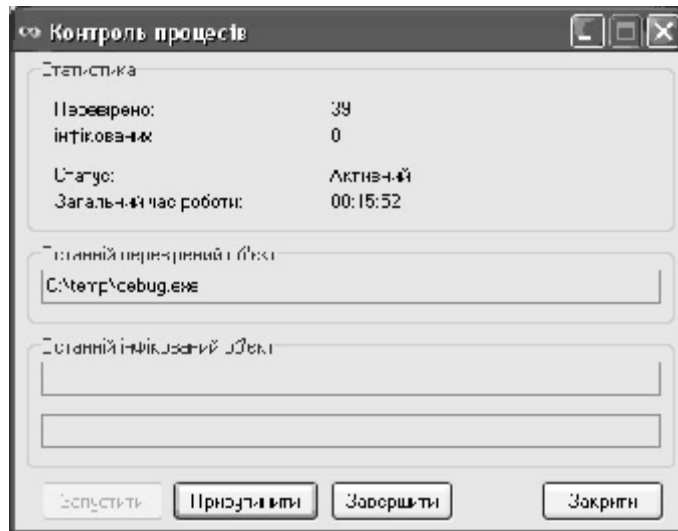 Контроль процесів
Статистика
Перевірено: 39
інфікованих 0
Статус: Активний
Загальний час роботи: 00:15:52
Останній перевірений об'єкт
C:\temp\cebug.exe
Останній інфікований об'єкт
Запустити Призупинити Завершити Закрити